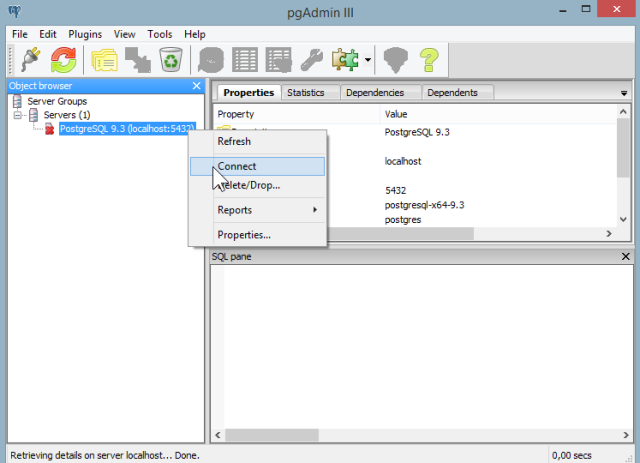 pgAdmin III
File Edit Plugins View Tools Help
Object browser
Server Groups
Servers (1)
PostgreSQL 9.3 (localhost:5432)
Properties Statistics Dependencies Dependents
Property Value
PostgreSQL 9.3
localhost
5432
postgresql-x64-9.3
postgres
Refresh
Connect
Delete/Drop...
Reports
Properties...
SQL pane
Retrieving details on server localhost... Done.
0,00 secs